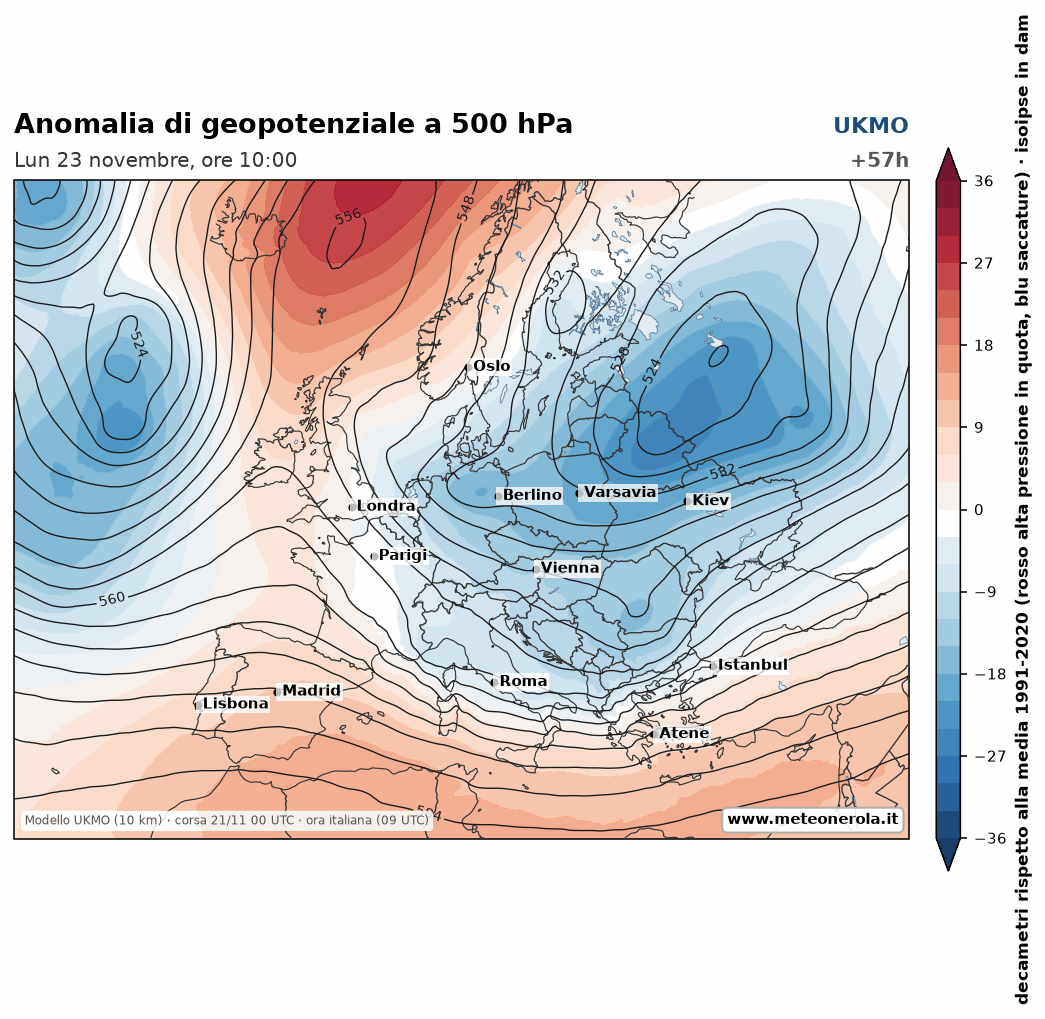 Anomalia di geopotenziale a 500 hPa
UKMO
Lun 23 novembre, ore 10:00
+57h
556
548
532
524
524
532
560
Oslo
Londra
Berlino
Varsavia
Kiev
Parigi
Vienna
Roma
Istanbul
Madrid
Lisbona
Atene
Modello UKMO (10 km) · corsa 21/11 00 UTC · ora italiana (09 UTC)
www.meteonerola.it
36
27
18
9
0
−9
−18
−27
−36
decametri rispetto alla media 1991-2020 (rosso alta pressione in quota, blu saccature) · isoipse in dam